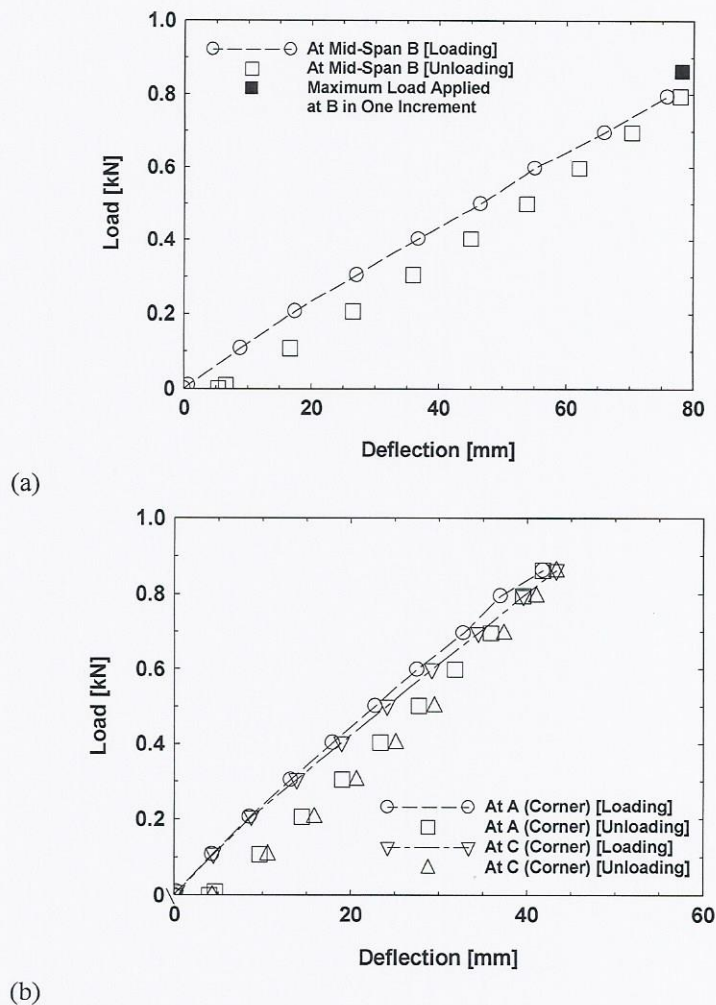 1.0
At Mid-Span B [Loading]
At Mid-Span B [Unloading]
Maximum Load Applied
at B in One Increment
0.8
0.6
Load [kN]
0.4
0.2
0
0 20 40 60 80
Deflection [mm]
(a)
1.0
0.8
0.6
Load [kN]
0.4
At A (Corner) [Loading]
At A (Corner) [Unloading]
At C (Corner) [Loading]
At C (Corner) [Unloading]
0.2
0
0 20 40 60
Deflection [mm]
(b)